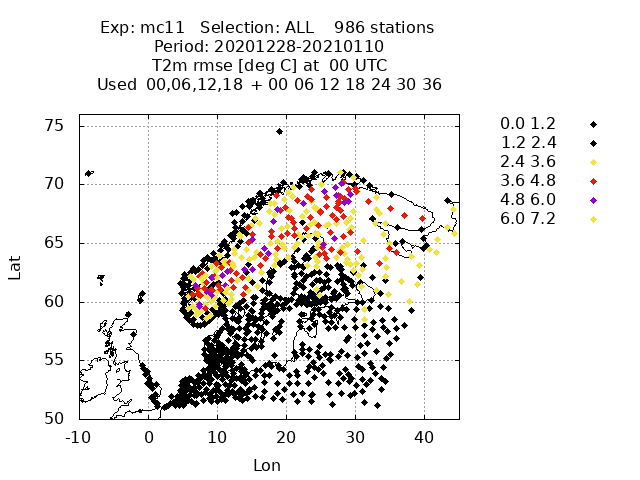 Exp: mc11 Selection: ALL 986 stations
Period: 20201228-20210110
T2m rmse [deg C] at 00 UTC
Used 00,06,12,18 + 00 06 12 18 24 30 36
0.0 1.2
1.2 2.4
2.4 3.6
3.6 4.8
4.8 6.0
6.0 7.2
75
70
65
60
55
50
Lat
-10 0 10 20 30 40
Lon